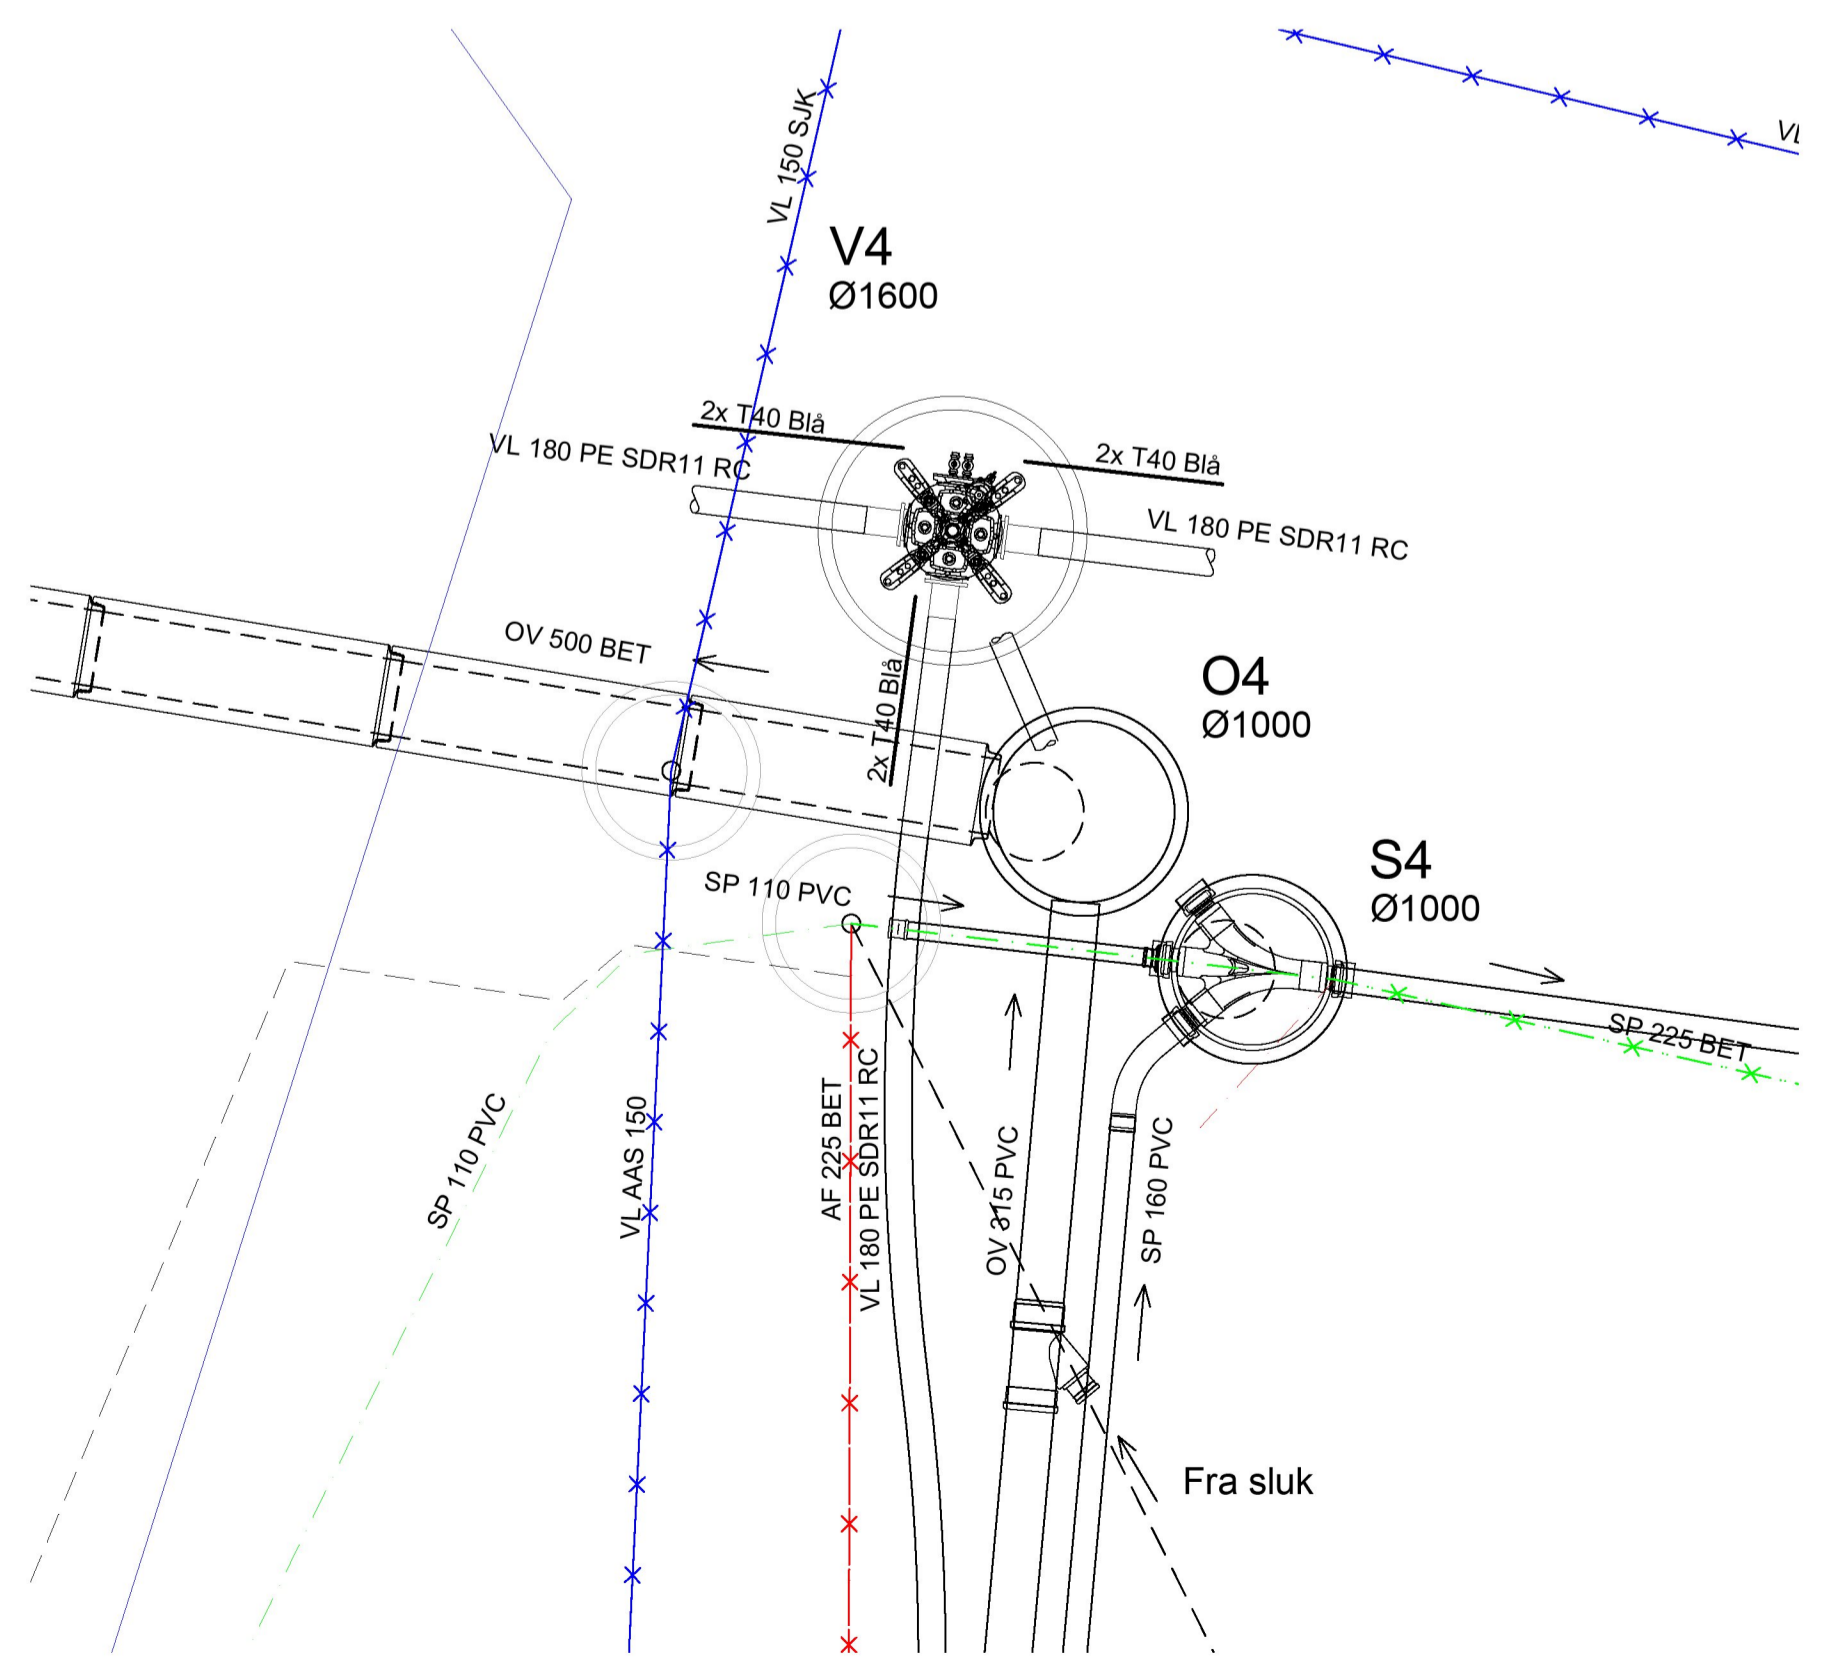 VL 150 SJK
VL
V4
Ø1600
2x T40 Blå
VL 180 PE SDR11 RC
2x T40 Blå
VL 180 PE SDR11 RC
OV 500 BET
2x T40 Blå
O4
Ø1000
S4
Ø1000
SP 110 PVC
SP 225 BET
SP 110 PVC
VL AAS 150
AF 225 BET
VL 180 PE SDR11 RC
OV 315 PVC
SP 160 PVC
Fra sluk